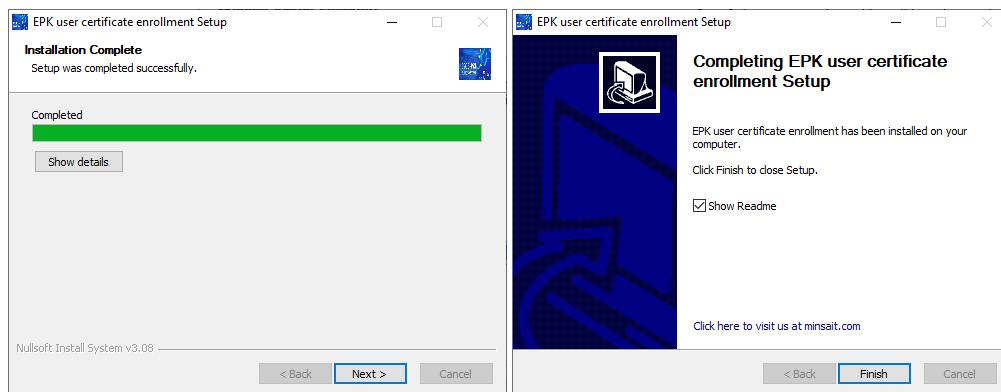 EPK user certificate enrollment Setup
Installation Complete
Setup was completed successfully.
Completed
Show details
Nullsoft Install System v3.08
< Back
Next >
Cancel
EPK user certificate enrollment Setup
Completing EPK user certificate
enrollment Setup
EPK user certificate enrollment has been installed on your
computer.
Click Finish to close Setup.
Show Readme
Click here to visit us at minsait.com
< Back
Finish
Cancel